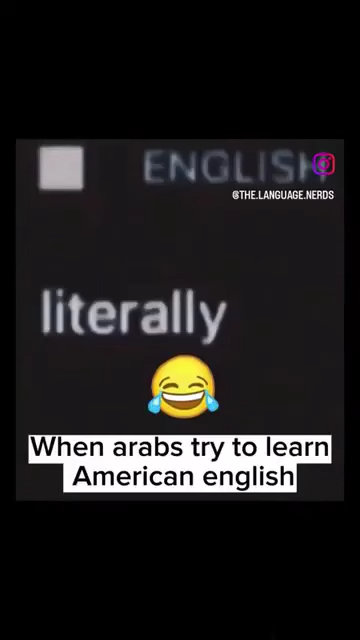 ENGLISH
@THE.LANGUAGE.NERDS
literally
When arabs try to learn
American english